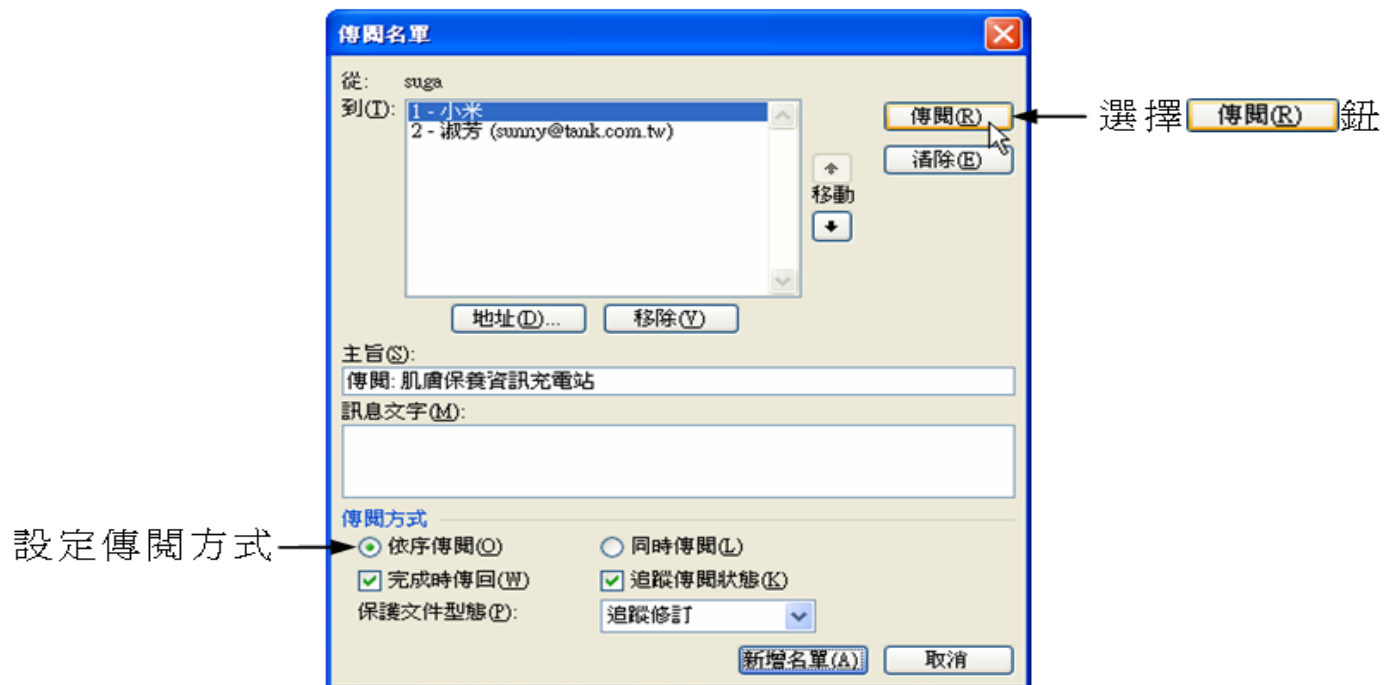 傳閱名單
從: suga
到(T): 1 - 小米
2 - 淑芳 (sunny@tank.com.tw)
傳閱(R)
選擇 傳閱(R) 鈕
清除(E)
移動
地址(D)... 移除(V)
主旨(S):
傳閱: 肌膚保養資訊充電站
訊息文字(M):
傳閱方式
設定傳閱方式
依序傳閱(O) 同時傳閱(L)
完成時傳回(W) 追蹤傳閱狀態(K)
保護文件型態(P): 追蹤修訂
新增名單(A) 取消